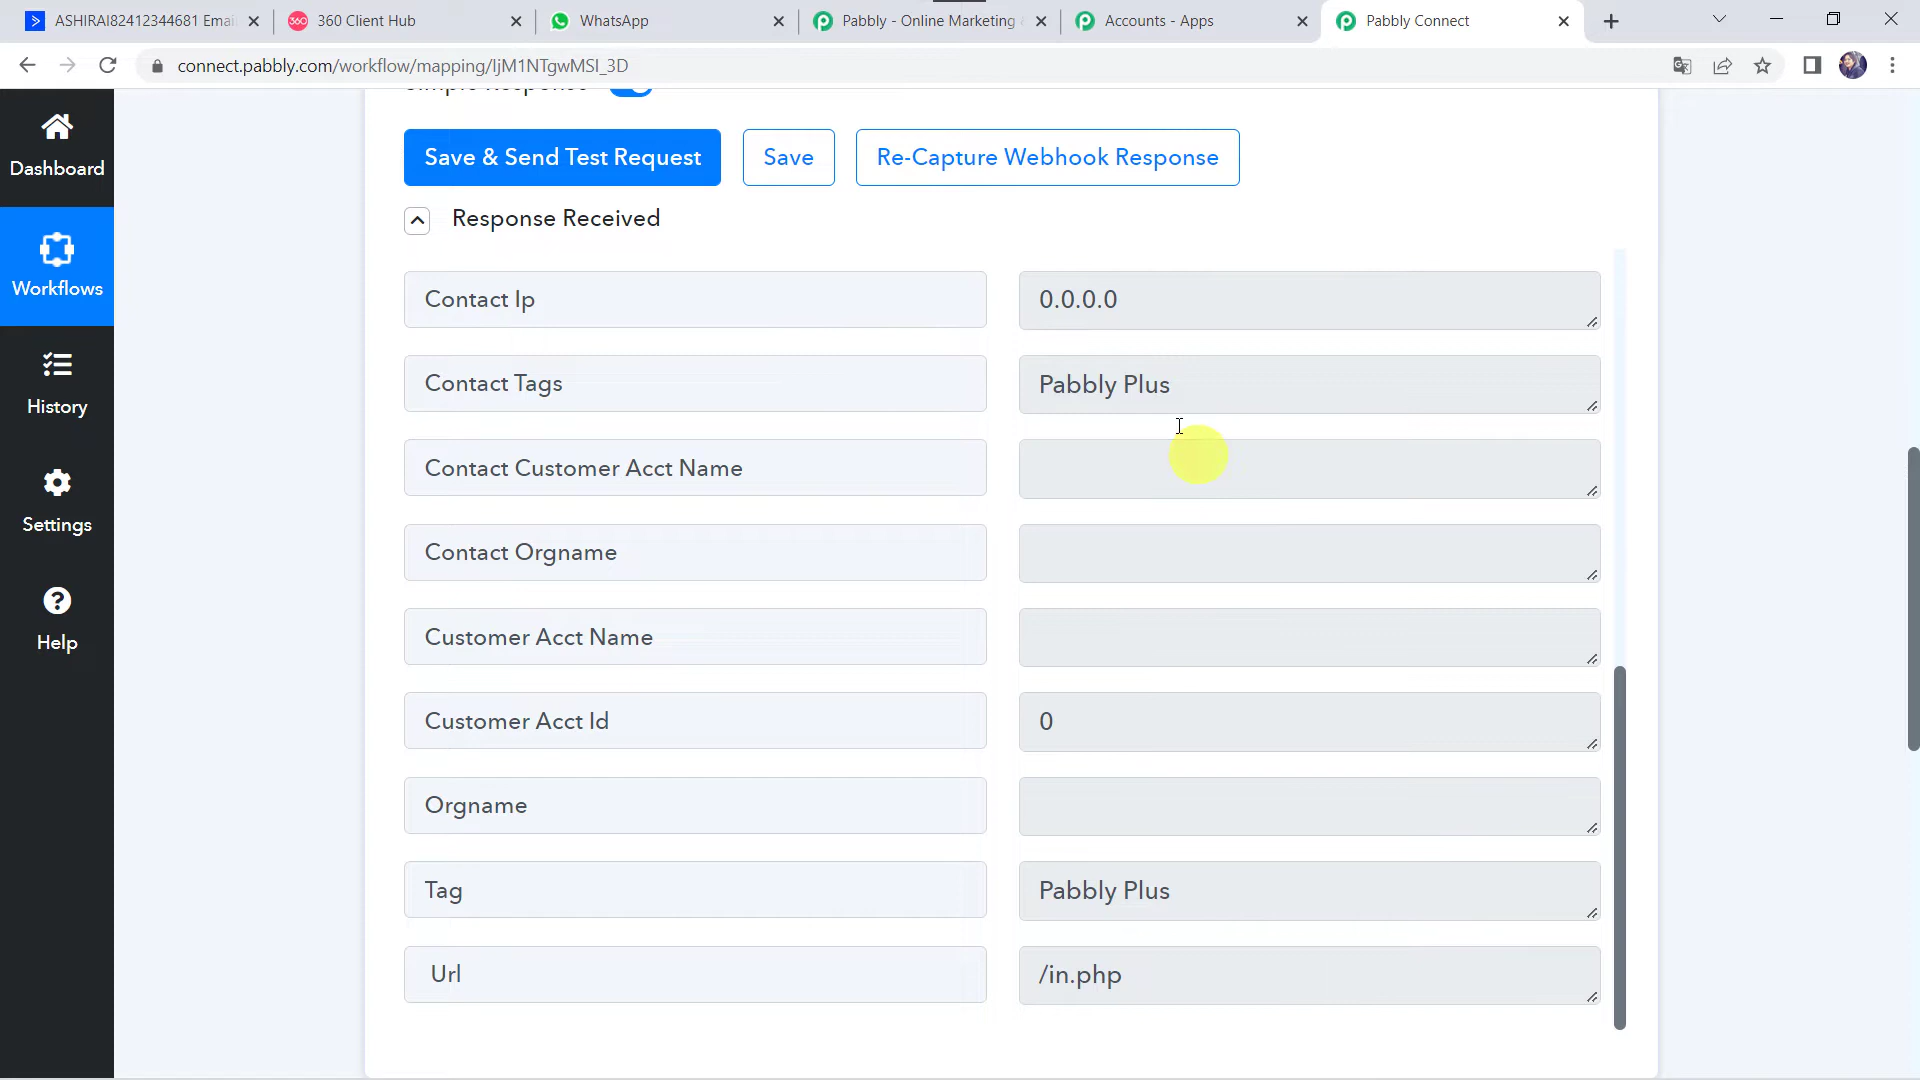 ASHIRAI82412344681 Emai
360 Client Hub
WhatsApp
Pabbly - Online Marketing
Accounts - Apps
Pabbly Connect
connect.pabbly.com/workflow/mapping/IjM1NTgwMSI_3D
Dashboard
Workflows
History
Settings
Help
Save & Send Test Request
Save
Re-Capture Webhook Response
Response Received
Contact Ip
0.0.0.0
Contact Tags
Pabbly Plus
Contact Customer Acct Name
Contact Orgname
Customer Acct Name
Customer Acct Id
0
Orgname
Tag
Pabbly Plus
Url
/in.php